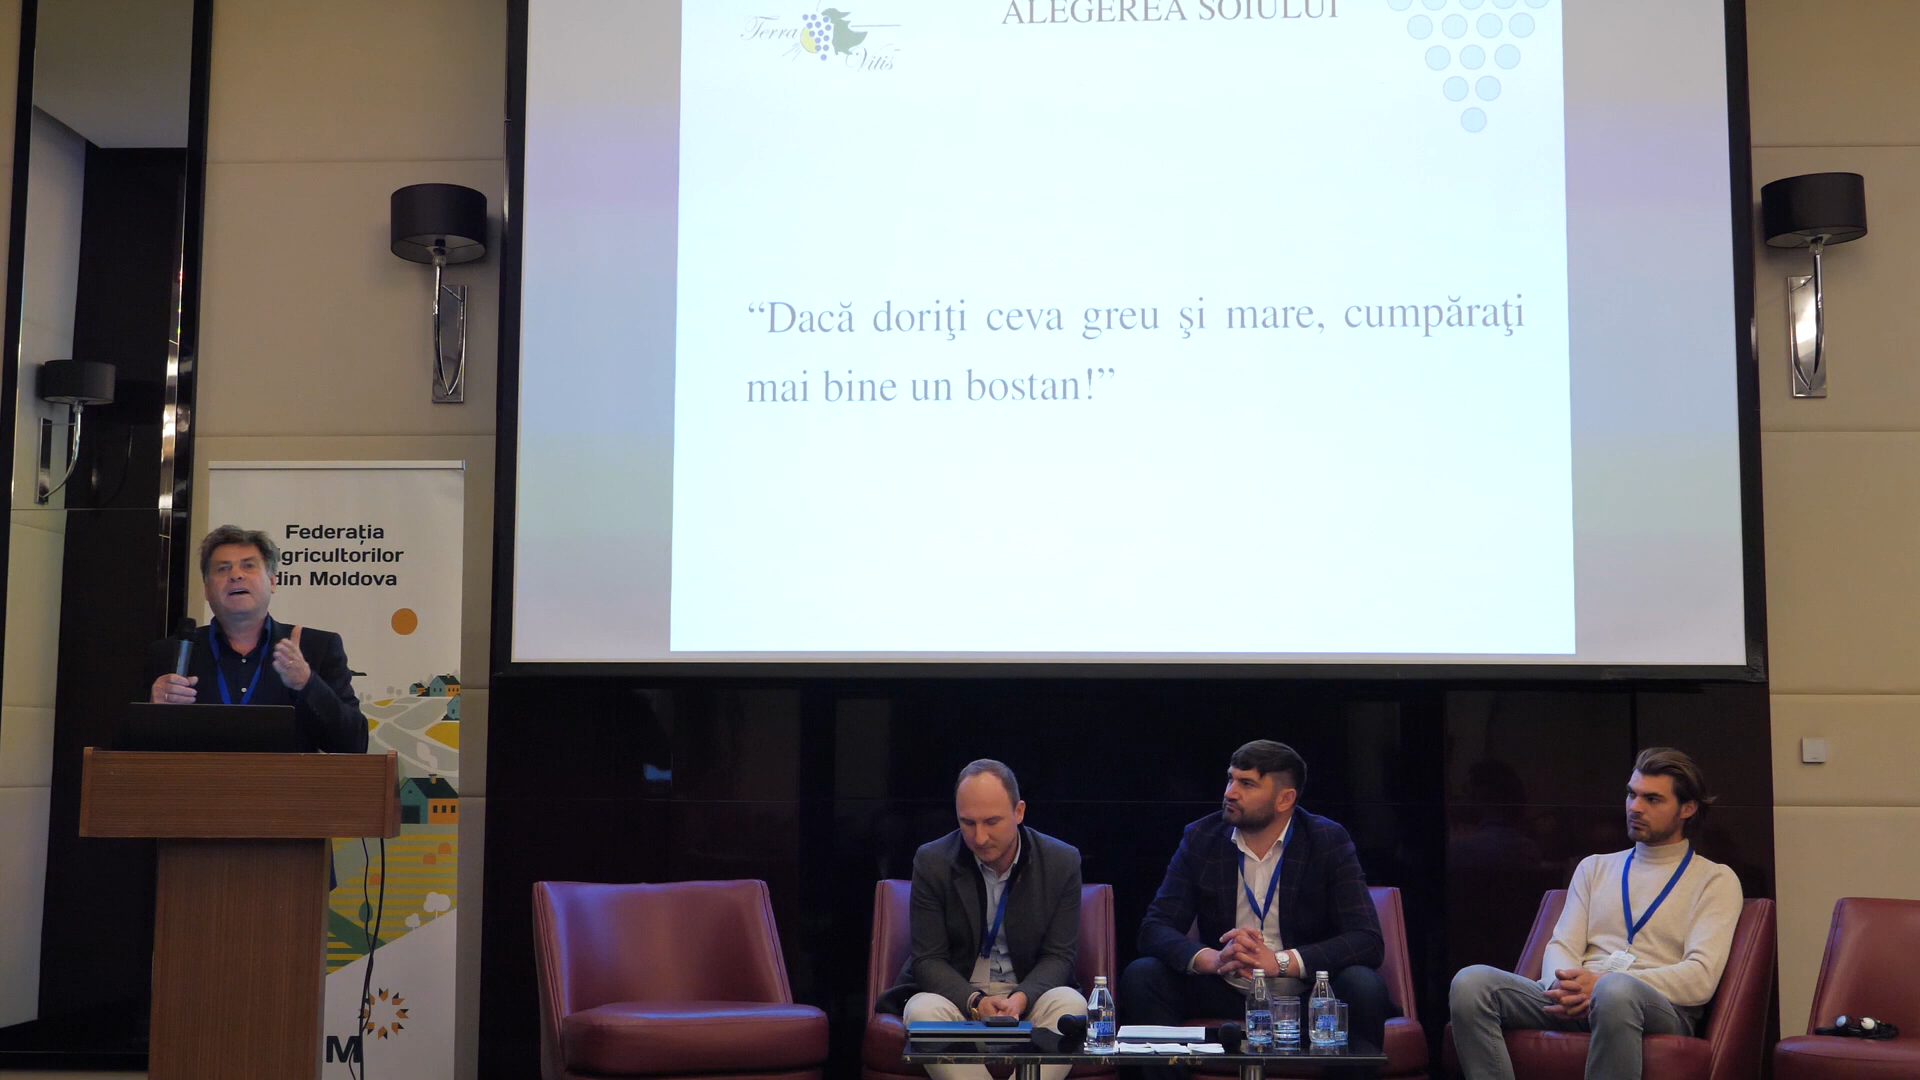 Terra
Vitis
ALEGEREA SOIULUI
“Dacă doriţi ceva greu şi mare, cumpăraţi
mai bine un bostan!”
Federația
gricultorilor
din Moldova
M